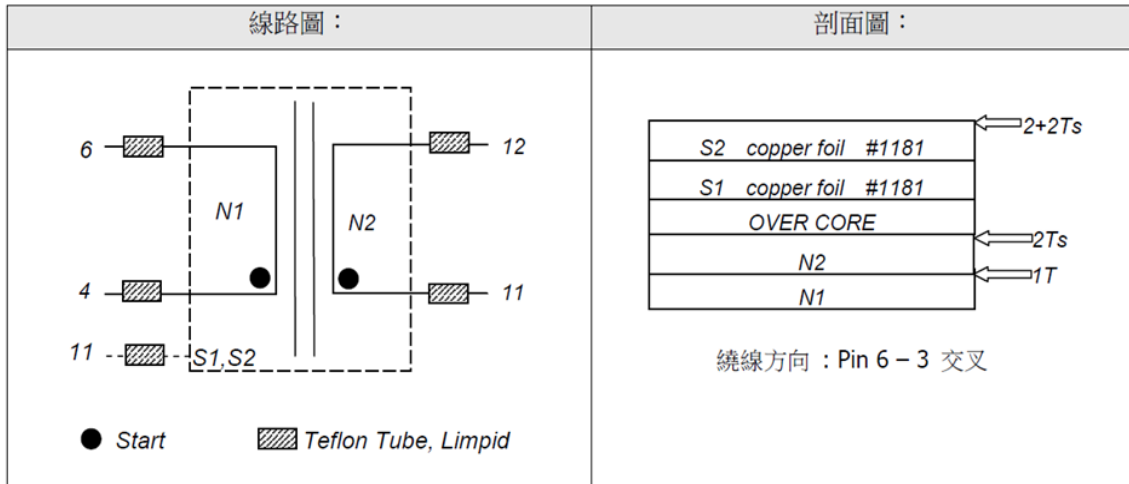 線路圖：
剖面圖：
6
12
N1
N2
4
11
11
S1,S2
Start
Teflon Tube, Limpid
2+2Ts
S2 copper foil #1181
S1 copper foil #1181
OVER CORE
2Ts
N2
1T
N1
繞線方向：Pin 6 – 3 交叉